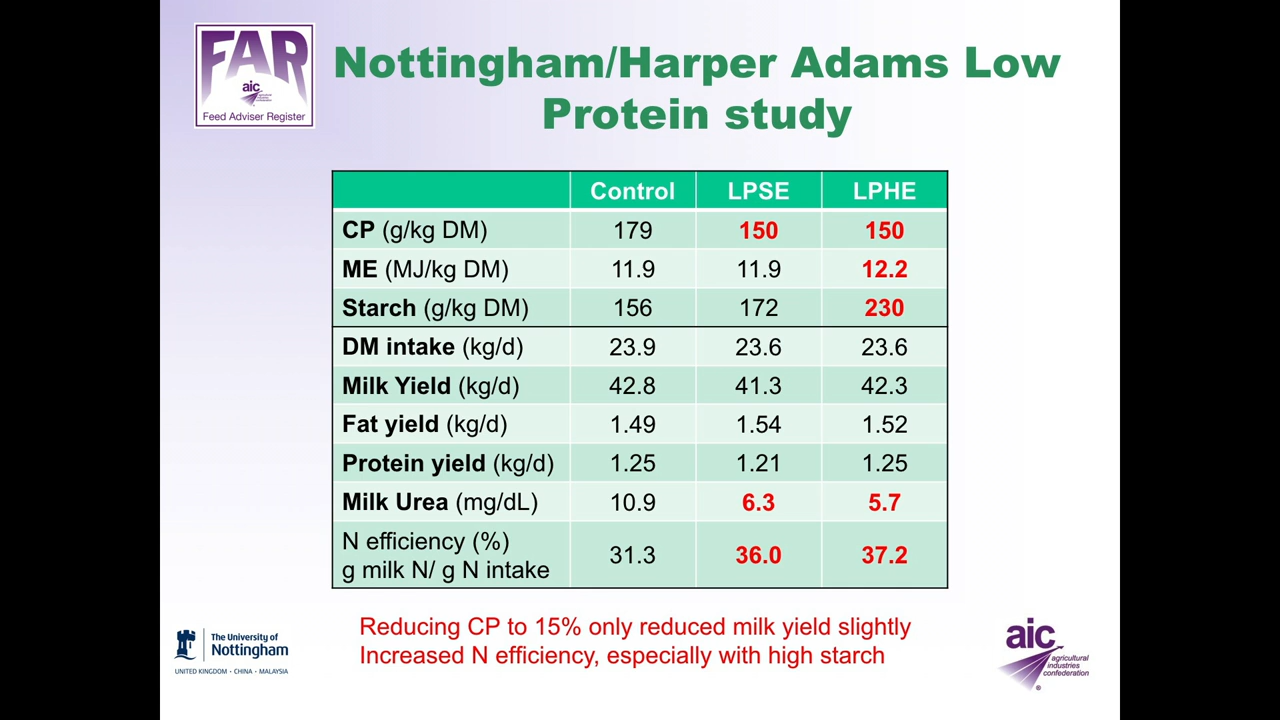 FAR
aic
agricultural
industries
confederation
Feed Adviser Register
Nottingham/Harper Adams Low
Protein study
Control LPSE LPHE
CP (g/kg DM) 179 150 150
ME (MJ/kg DM) 11.9 11.9 12.2
Starch (g/kg DM) 156 172 230
DM intake (kg/d) 23.9 23.6 23.6
Milk Yield (kg/d) 42.8 41.3 42.3
Fat yield (kg/d) 1.49 1.54 1.52
Protein yield (kg/d) 1.25 1.21 1.25
Milk Urea (mg/dL) 10.9 6.3 5.7
N efficiency (%)
g milk N/ g N intake 31.3 36.0 37.2
Reducing CP to 15% only reduced milk yield slightly
Increased N efficiency, especially with high starch
The University of
Nottingham
UNITED KINGDOM · CHINA · MALAYSIA
aic
agricultural
industries
confederation
®